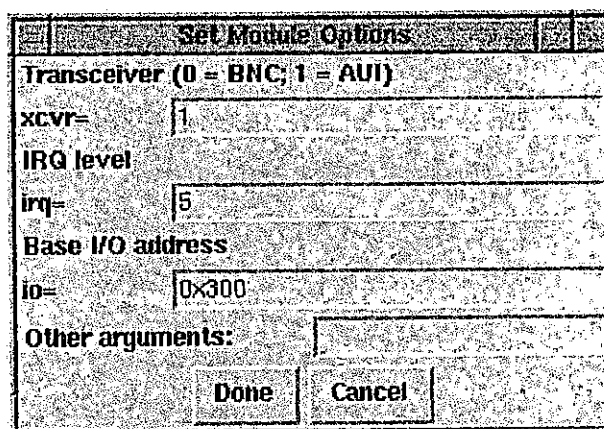 Set Module Options
Transceiver (0 = BNC; 1 = AUI)
xcvr= 1
IRQ level
irq= 5
Base I/O address
io= 0x300
Other arguments:
Done Cancel